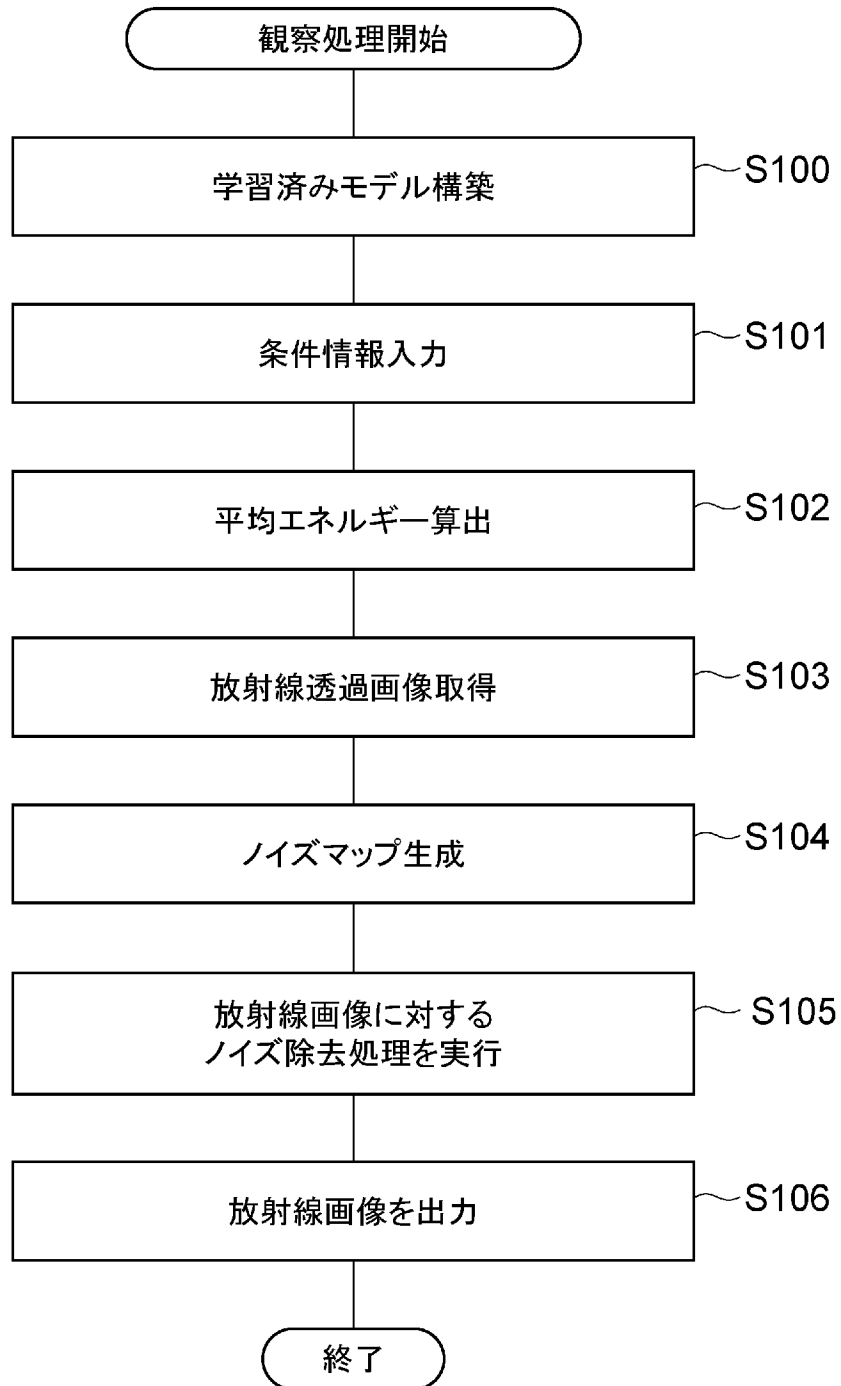 観察処理開始
学習済みモデル構築
S100
条件情報入力
S101
平均エネルギー算出
S102
放射線透過画像取得
S103
ノイズマップ生成
S104
放射線画像に対する
ノイズ除去処理を実行
S105
放射線画像を出力
S106
終了